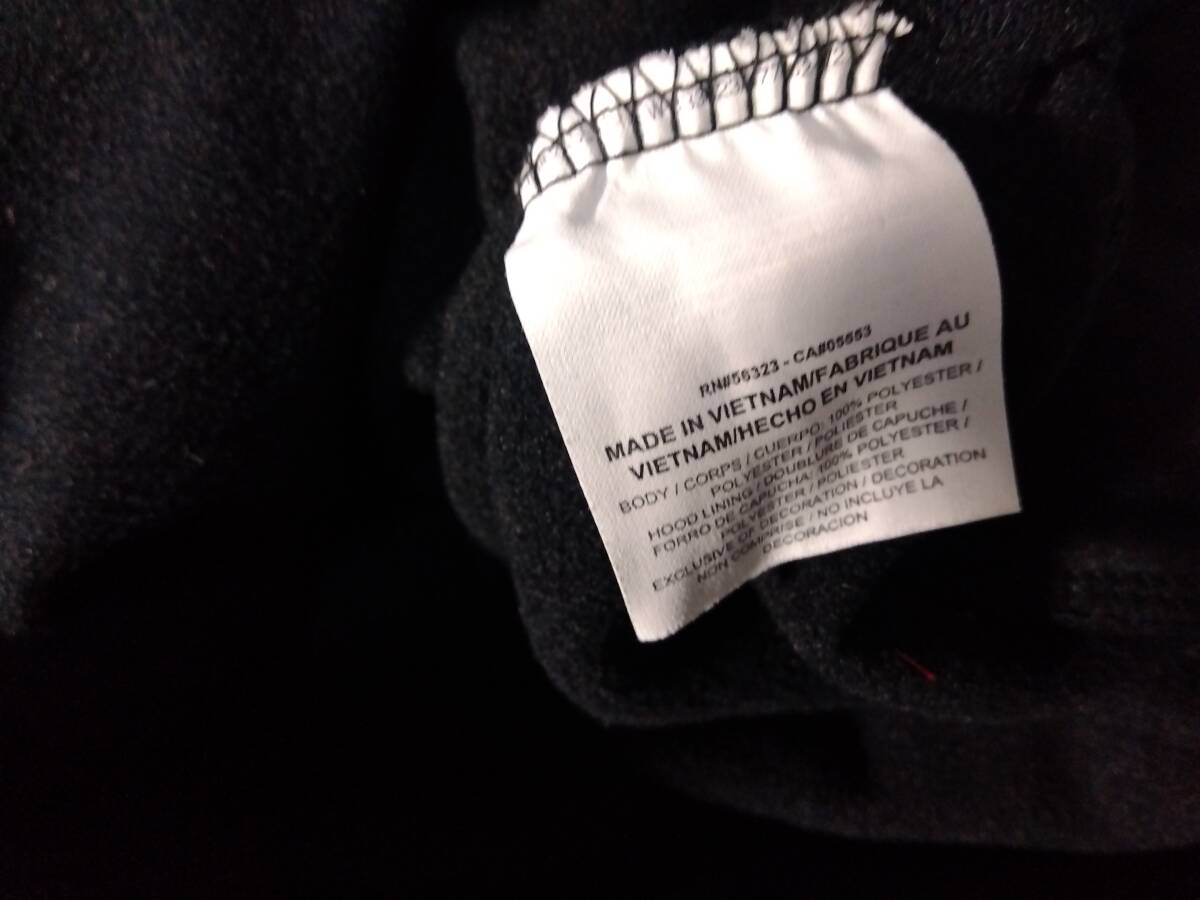 RN#56323 - CA#05553
MADE IN VIETNAM/FABRIQUE AU
VIETNAM/HECHO EN VIETNAM
BODY / CORPS / CUERPO: 100% POLYESTER /
POLYESTER / POLIESTER
HOOD LINING / DOUBLURE DE CAPUCHE /
FORRO DE CAPUCHA: 100% POLYESTER /
POLYESTER / POLIESTER
EXCLUSIVE OF DECORATION / DECORATION
NON COMPRISE / NO INCLUYE LA
DECORACION